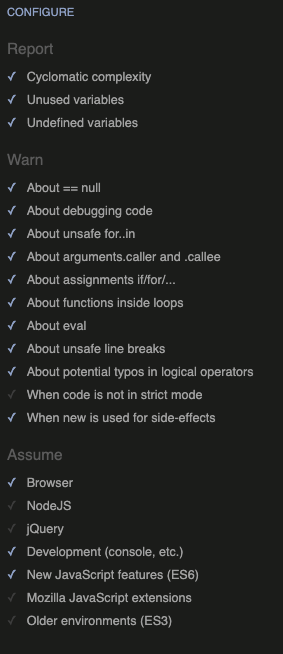 CONFIGURE
Report
Cyclomatic complexity
Unused variables
Undefined variables
Warn
About == null
About debugging code
About unsafe for..in
About arguments.caller and .callee
About assignments if/for/...
About functions inside loops
About eval
About unsafe line breaks
About potential typos in logical operators
When code is not in strict mode
When new is used for side-effects
Assume
Browser
NodeJS
jQuery
Development (console, etc.)
New JavaScript features (ES6)
Mozilla JavaScript extensions
Older environments (ES3)